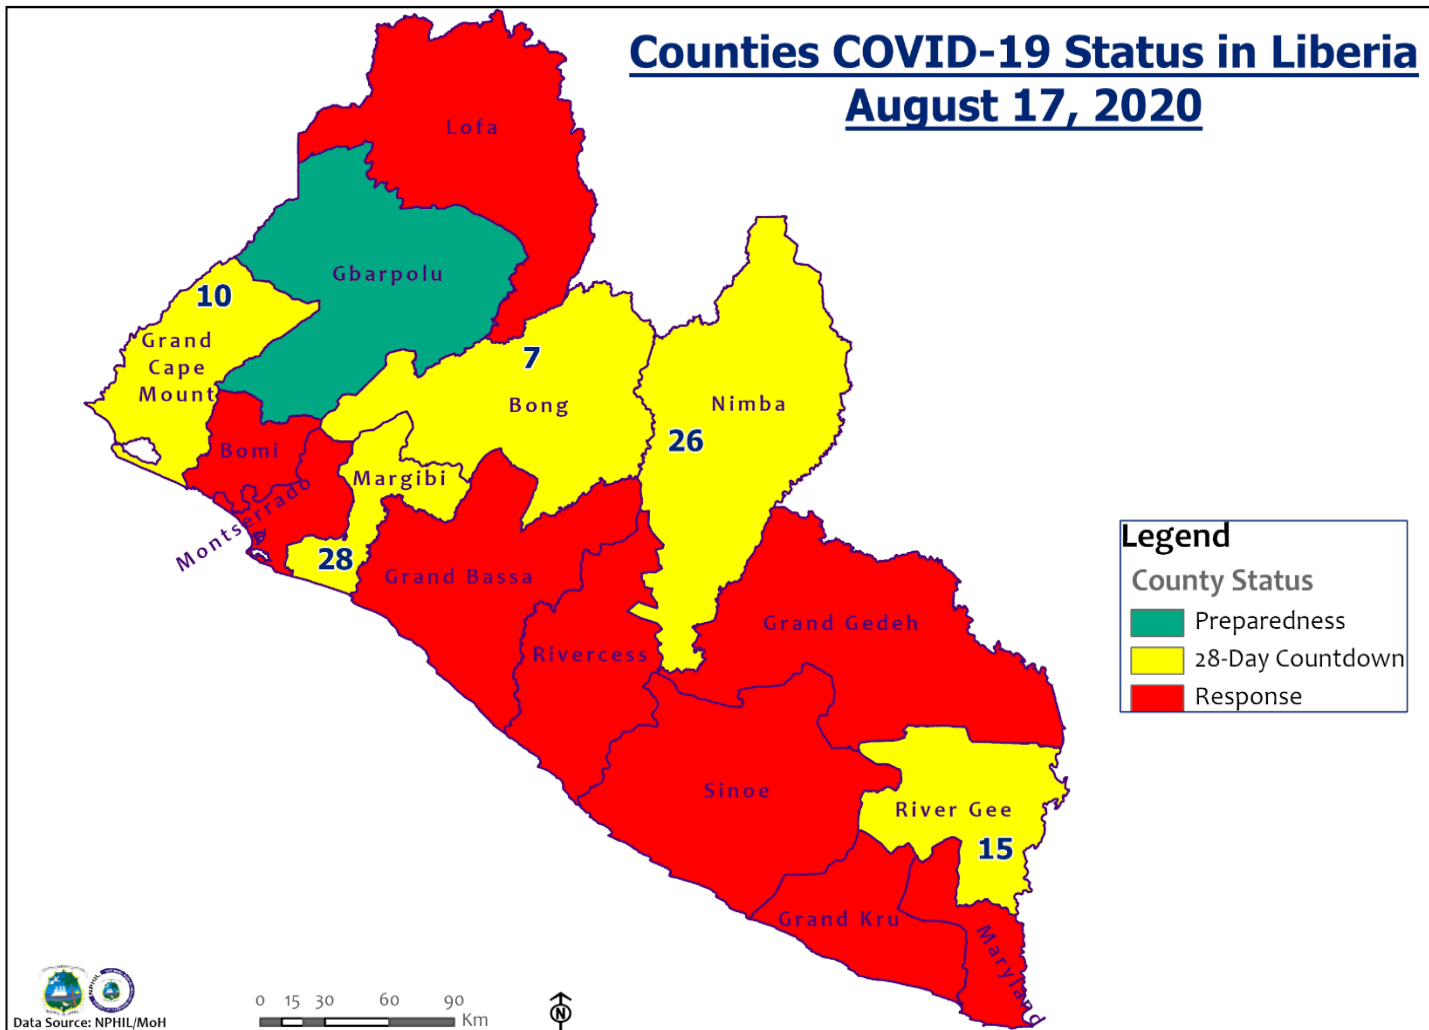 Counties COVID-19 Status in Liberia
August 17, 2020
Lofa
Gbarpolu
10
Grand
Cape
Mount
7
Bong
Nimba
26
Bomi
Margibi
Montserrado
28
Grand Bassa
Rivercess
Grand Gedeh
Sinoe
River Gee
15
Grand Kru
Maryland
Legend
County Status
Preparedness
28-Day Countdown
Response
0 15 30 60 90
Km
N
NPHIL
Data Source: NPHIL/MoH